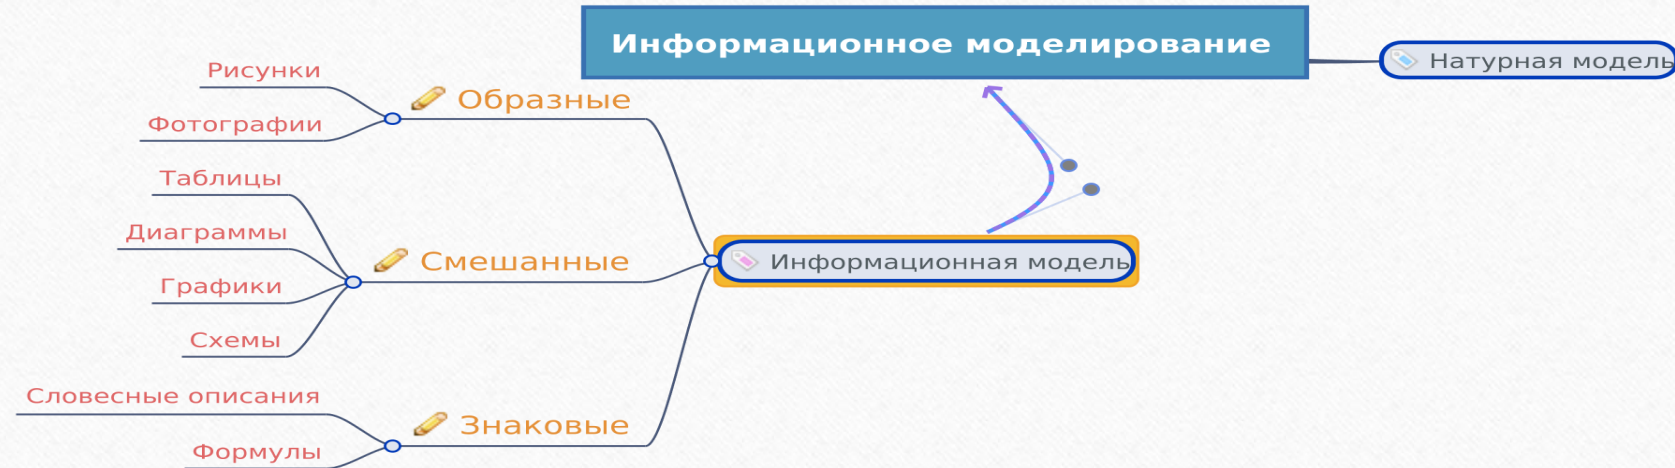 Информационное моделирование
Натурная модель
Рисунки
Образные
Фотографии
Таблицы
Диаграммы
Смешанные
Информационная модель
Графики
Схемы
Словесные описания
Знаковые
Формулы